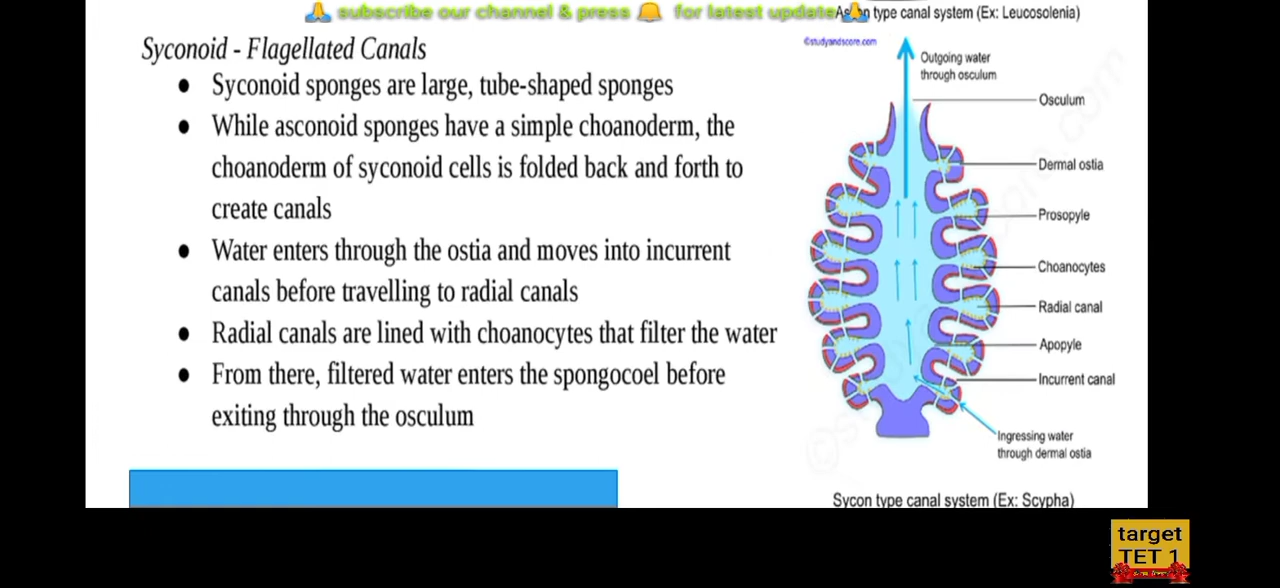 🙏 subscribe our channel & press 🔔 for latest update 🙏
type canal system (Ex: Leucosolenia)
Syconoid - Flagellated Canals
● Syconoid sponges are large, tube-shaped sponges
● While asconoid sponges have a simple choanoderm, the
choanoderm of syconoid cells is folded back and forth to
create canals
● Water enters through the ostia and moves into incurrent
canals before travelling to radial canals
● Radial canals are lined with choanocytes that filter the water
● From there, filtered water enters the spongocoel before
exiting through the osculum
©studyandscore.com
Outgoing water
through osculum
Osculum
Dermal ostia
Prosopyle
Choanocytes
Radial canal
Apopyle
Incurrent canal
Ingressing water
through dermal ostia
Sycon type canal system (Ex: Scypha)
target
TET 1